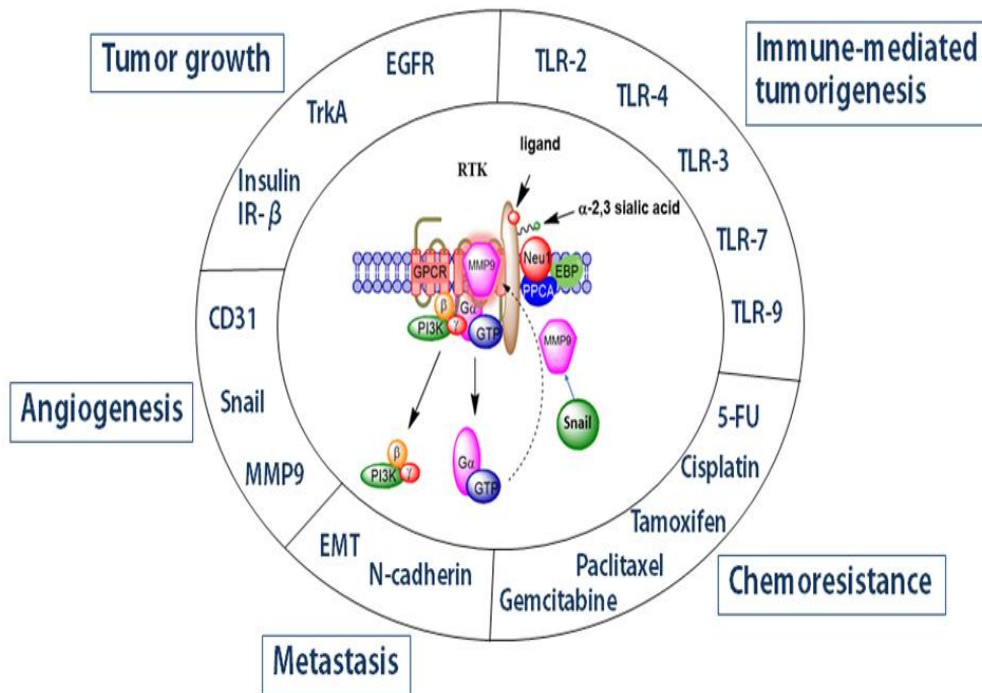 Tumor growth
EGFR
TrkA
Insulin
IR-β
TLR-2
TLR-4
TLR-3
TLR-7
TLR-9
Immune-mediated
tumorigenesis
ligand
RTK
α-2,3 sialic acid
GPCR
MMP9
Neu1
EBP
PPCA
β
Gα
PI3K
γ
GTP
MMP9
Snail
β
PI3K
γ
Gα
GTP
CD31
Snail
MMP9
Angiogenesis
EMT
N-cadherin
Metastasis
5-FU
Cisplatin
Tamoxifen
Paclitaxel
Gemcitabine
Chemoresistance